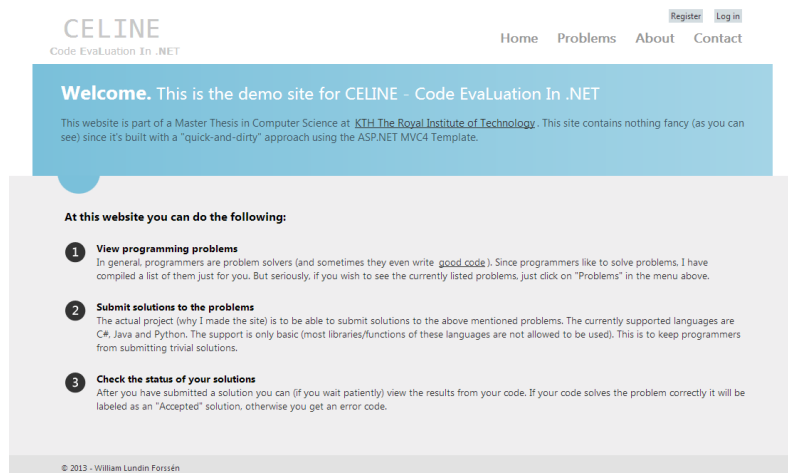 Register Log in
CELINE
Code EvaLuation In .NET
Home Problems About Contact
Welcome. This is the demo site for CELINE - Code EvaLuation In .NET
This website is part of a Master Thesis in Computer Science at KTH The Royal Institute of Technology . This site contains nothing fancy (as you can
see) since it's built with a "quick-and-dirty" approach using the ASP.NET MVC4 Template.
At this website you can do the following:
1 View programming problems
In general, programmers are problem solvers (and sometimes they even write good code ). Since programmers like to solve problems, I have
compiled a list of them just for you. But seriously, if you wish to see the currently listed problems, just click on "Problems" in the menu above.
2 Submit solutions to the problems
The actual project (why I made the site) is to be able to submit solutions to the above mentioned problems. The currently supported languages are
C#, Java and Python. The support is only basic (most libraries/functions of these languages are not allowed to be used). This is to keep programmers
from submitting trivial solutions.
3 Check the status of your solutions
After you have submitted a solution you can (if you wait patiently) view the results from your code. If your code solves the problem correctly it will be
labeled as an "Accepted" solution, otherwise you get an error code.
© 2013 - William Lundin Forssén